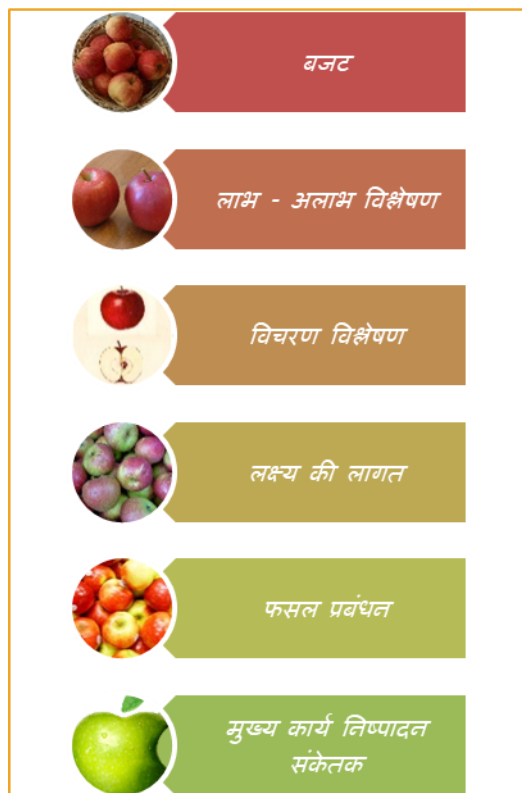 बजट
लाभ - अलाभ विश्लेषण
विचरण विश्लेषण
लक्ष्य की लागत
फसल प्रबंधन
मुख्य कार्य निष्पादन
संकेतक